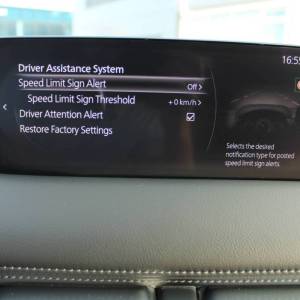 16:55
Driver Assistance System
Speed Limit Sign Alert Off
Speed Limit Sign Threshold +0 km/h
Driver Attention Alert
Restore Factory Settings
Selects the desired
notification type for posted
speed limit sign alerts.